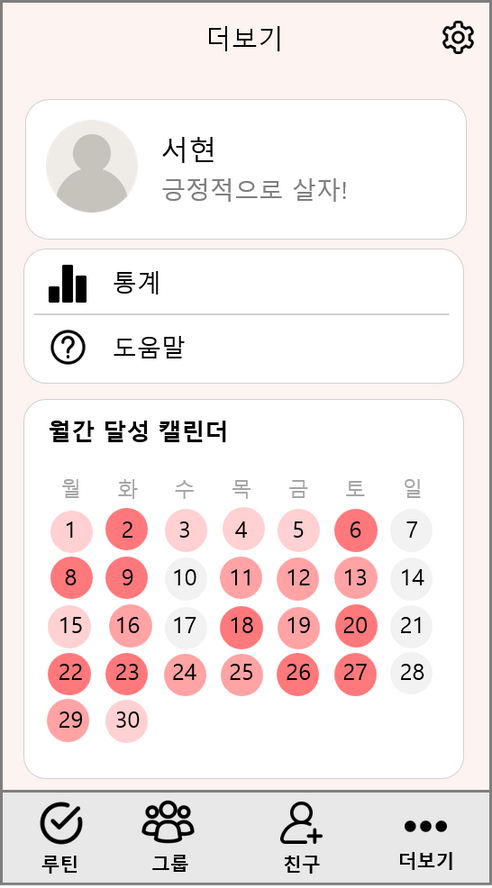 더보기
서현
긍정적으로 살자!
통계
도움말
월간 달성 캘린더
월 화 수 목 금 토 일
1 2 3 4 5 6 7
8 9 10 11 12 13 14
15 16 17 18 19 20 21
22 23 24 25 26 27 28
29 30
루틴 그룹 친구 더보기